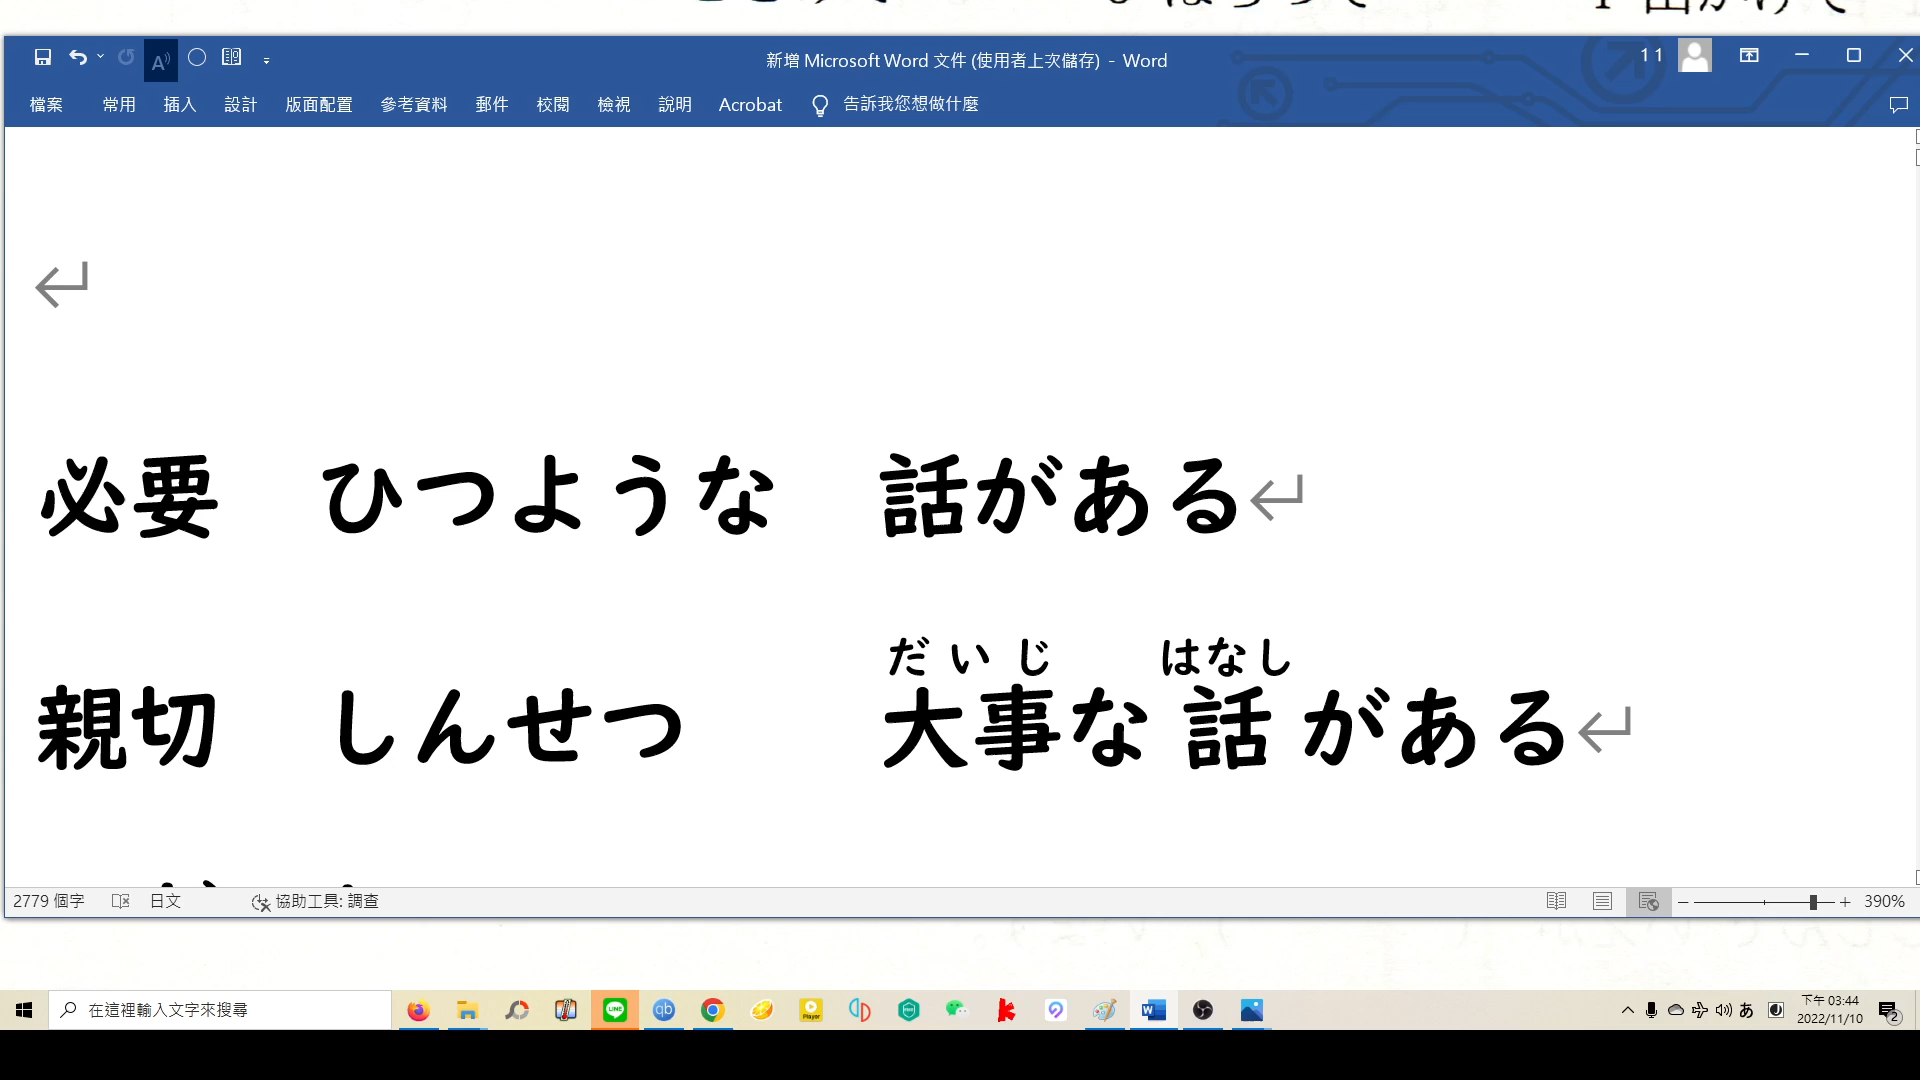 新增 Microsoft Word 文件 (使用者上次儲存) - Word
1 1
檔案 常用 插入 設計 版面配置 參考資料 郵件 校閱 檢視 說明 Acrobat 告訴我您想做什麼
必要　ひつような　話がある
だいじ はなし
親切　しんせつ　大事な話がある
2779 個字 日文 協助工具: 調查 390%
在這裡輸入文字來搜尋
あ
下午 03:44
2022/11/10
2